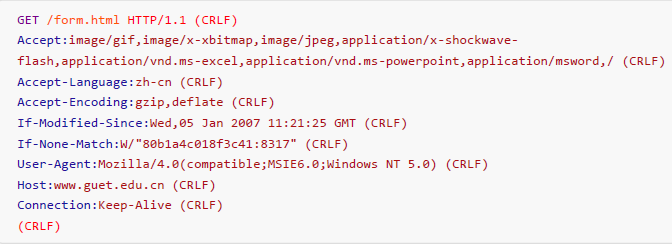 GET /form.html HTTP/1.1 (CRLF)
Accept:image/gif,image/x-xbitmap,image/jpeg,application/x-shockwave-
flash,application/vnd.ms-excel,application/vnd.ms-powerpoint,application/msword,/ (CRLF)
Accept-Language:zh-cn (CRLF)
Accept-Encoding:gzip,deflate (CRLF)
If-Modified-Since:Wed,05 Jan 2007 11:21:25 GMT (CRLF)
If-None-Match:W/"80b1a4c018f3c41:8317" (CRLF)
User-Agent:Mozilla/4.0(compatible;MSIE6.0;Windows NT 5.0) (CRLF)
Host:www.guet.edu.cn (CRLF)
Connection:Keep-Alive (CRLF)
(CRLF)